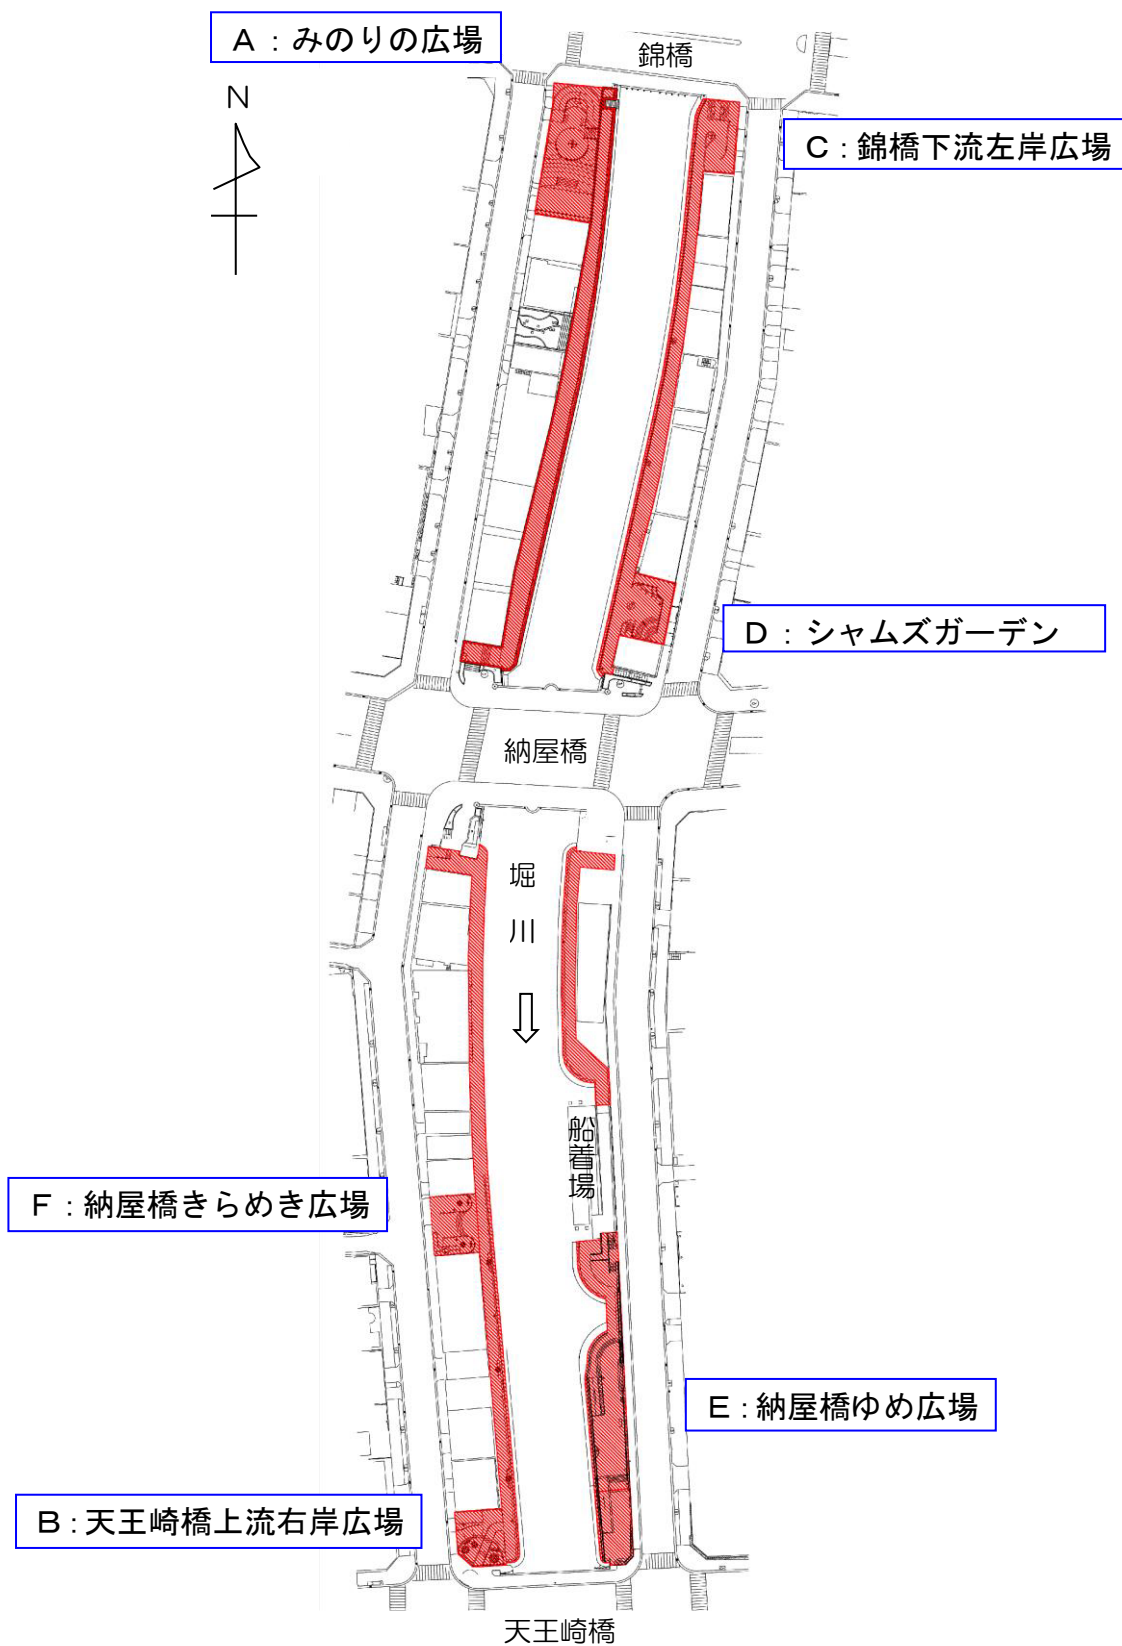 Ａ：みのりの広場
錦橋
N
Ｃ：錦橋下流左岸広場
Ｄ：シャムズガーデン
納屋橋
堀川
船着場
Ｆ：納屋橋きらめき広場
Ｅ：納屋橋ゆめ広場
Ｂ：天王崎橋上流右岸広場
天王崎橋